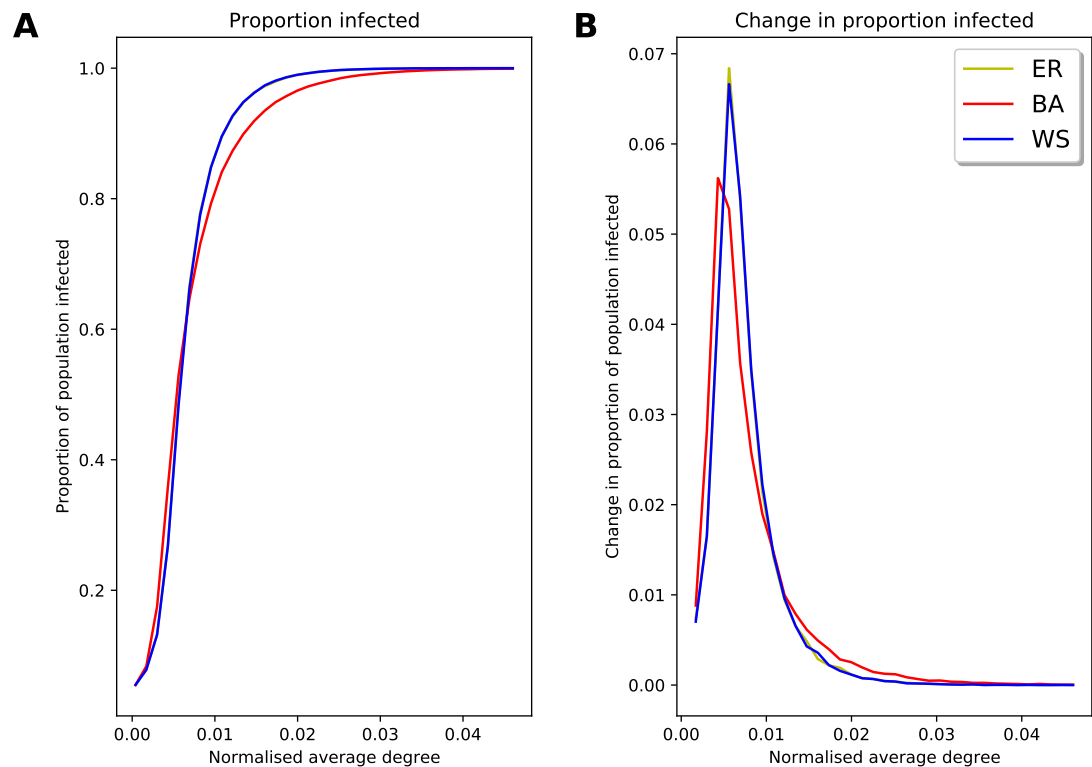 A
Proportion infected
Proportion of population infected
1.0
0.8
0.6
0.4
0.2
0.00
0.01
0.02
0.03
0.04
Normalised average degree
B
Change in proportion infected
Change in proportion of population infected
0.07
0.06
0.05
0.04
0.03
0.02
0.01
0.00
ER
BA
WS
0.00
0.01
0.02
0.03
0.04
Normalised average degree